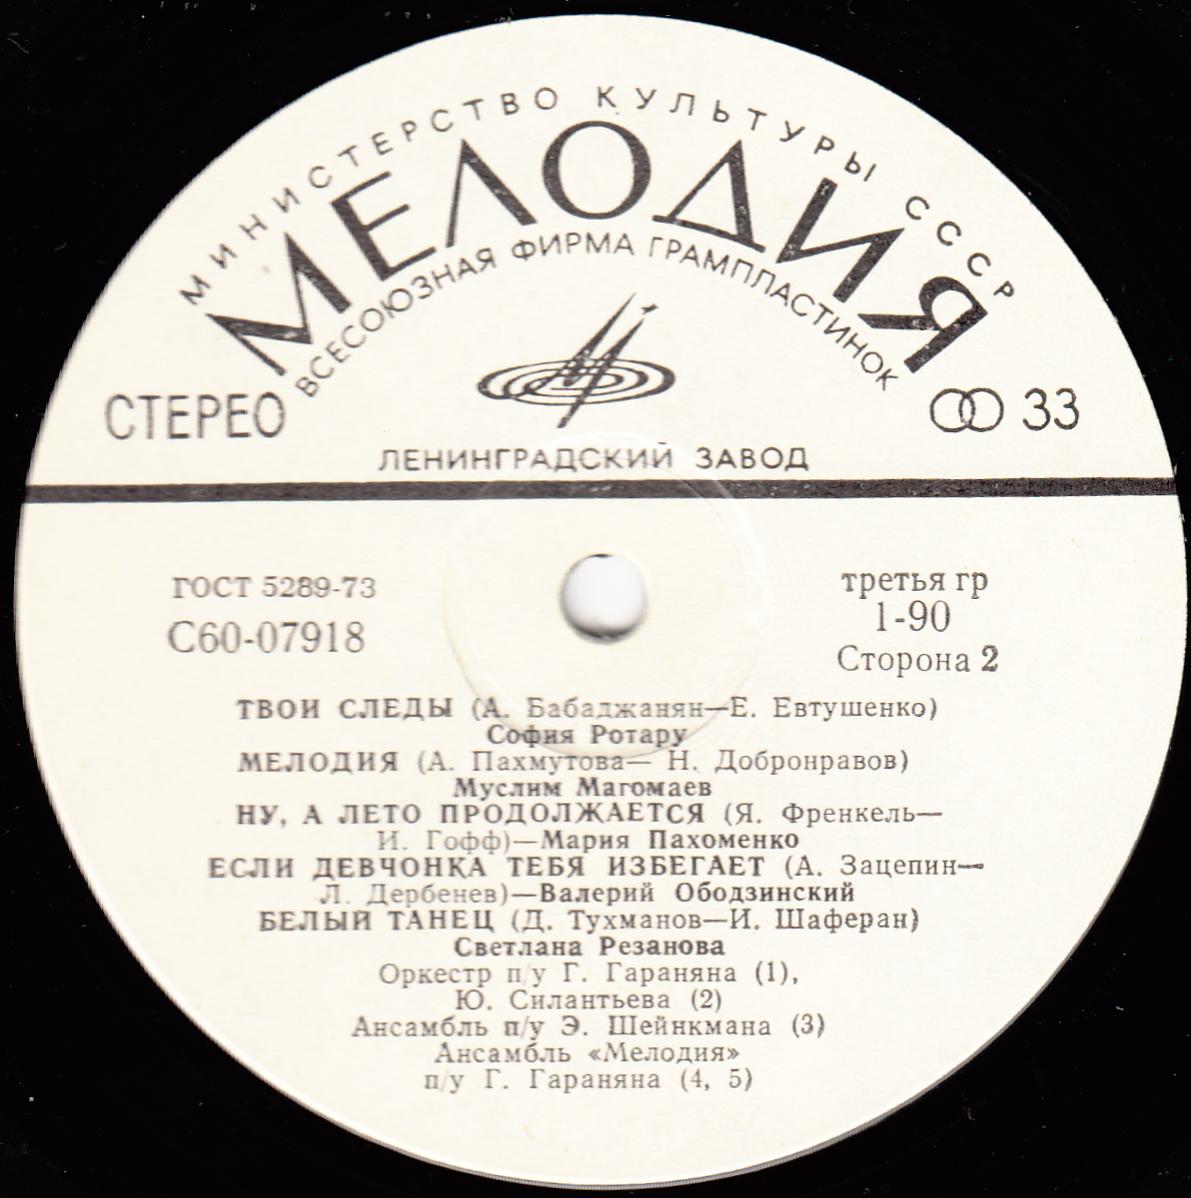 МИНИСТЕРСТВО КУЛЬТУРЫ СССР
МЕЛОДИЯ
ВСЕСОЮЗНАЯ ФИРМА ГРАМПЛАСТИНОК
СТЕРЕО
33
ЛЕНИНГРАДСКИЙ ЗАВОД
ГОСТ 5289-73
С60-07918
третья гр
1-90
Сторона 2
ТВОИ СЛЕДЫ (А. Бабаджанян—Е. Евтушенко)
София Ротару
МЕЛОДИЯ (А. Пахмутова— Н. Добронравов)
Муслим Магомаев
НУ, А ЛЕТО ПРОДОЛЖАЕТСЯ (Я. Френкель—
И. Гофф)—Мария Пахоменко
ЕСЛИ ДЕВЧОНКА ТЕБЯ ИЗБЕГАЕТ (А. Зацепин—
Л. Дербенев)—Валерий Ободзинский
БЕЛЫЙ ТАНЕЦ (Д. Тухманов—И. Шаферан)
Светлана Резанова
Оркестр п/у Г. Гараняна (1),
Ю. Силантьева (2)
Ансамбль п/у Э. Шейнкмана (3)
Ансамбль «Мелодия»
п/у Г. Гараняна (4, 5)